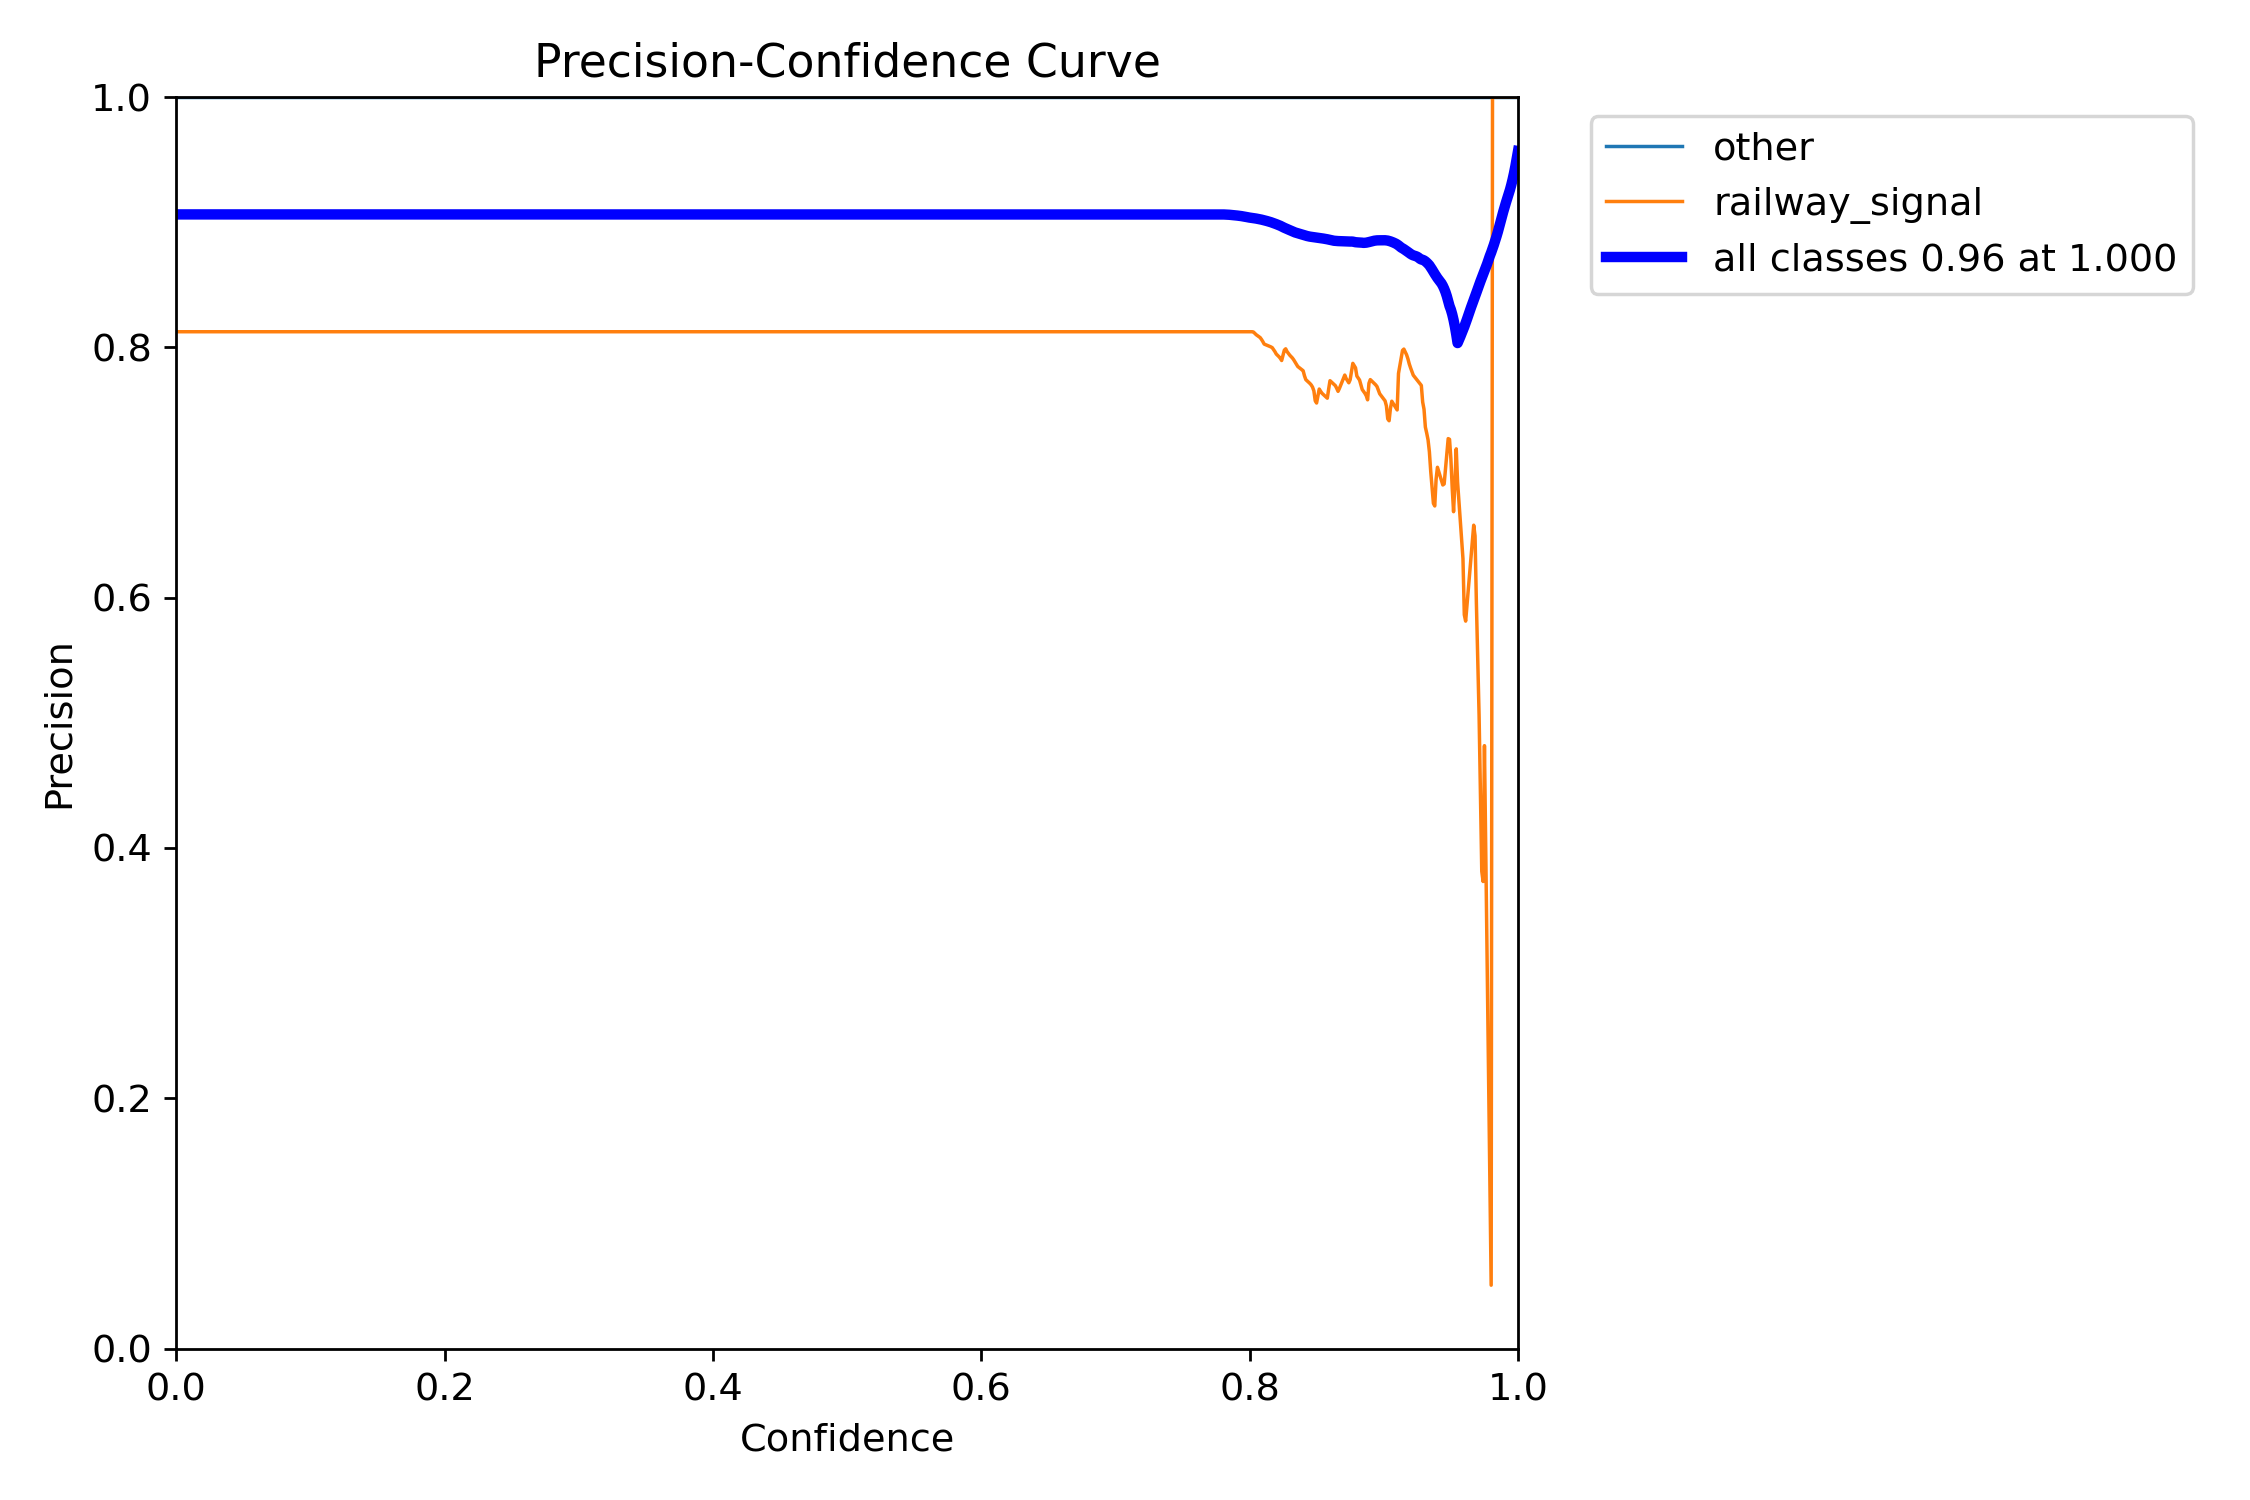 Precision-Confidence Curve
1.0
0.8
0.6
0.4
0.2
0.0
Precision
0.0 0.2 0.4 0.6 0.8 1.0
Confidence
other
railway_signal
all classes 0.96 at 1.000